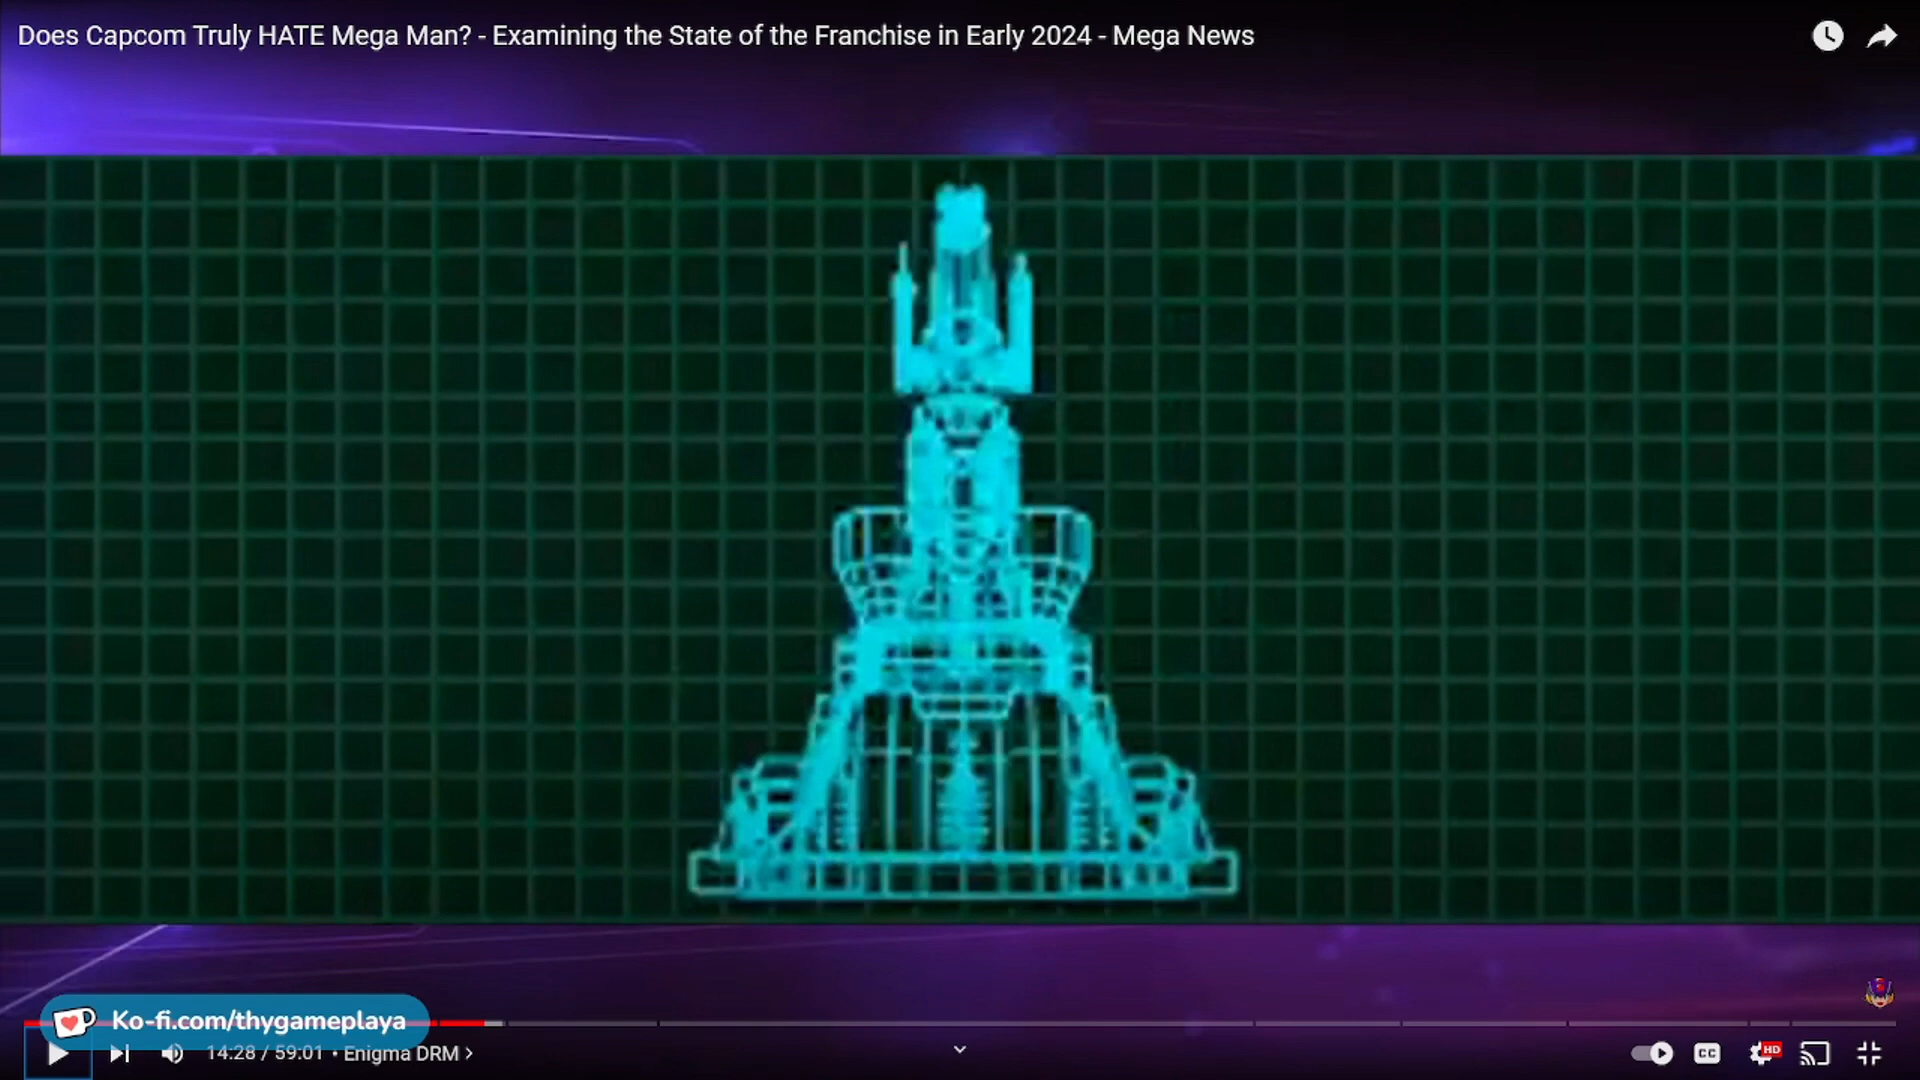 Does Capcom Truly HATE Mega Man? - Examining the State of the Franchise in Early 2024 - Mega News
Ko-fi.com/thygameplaya
14:28 / 59:01 • Enigma DRM >
CC
HD